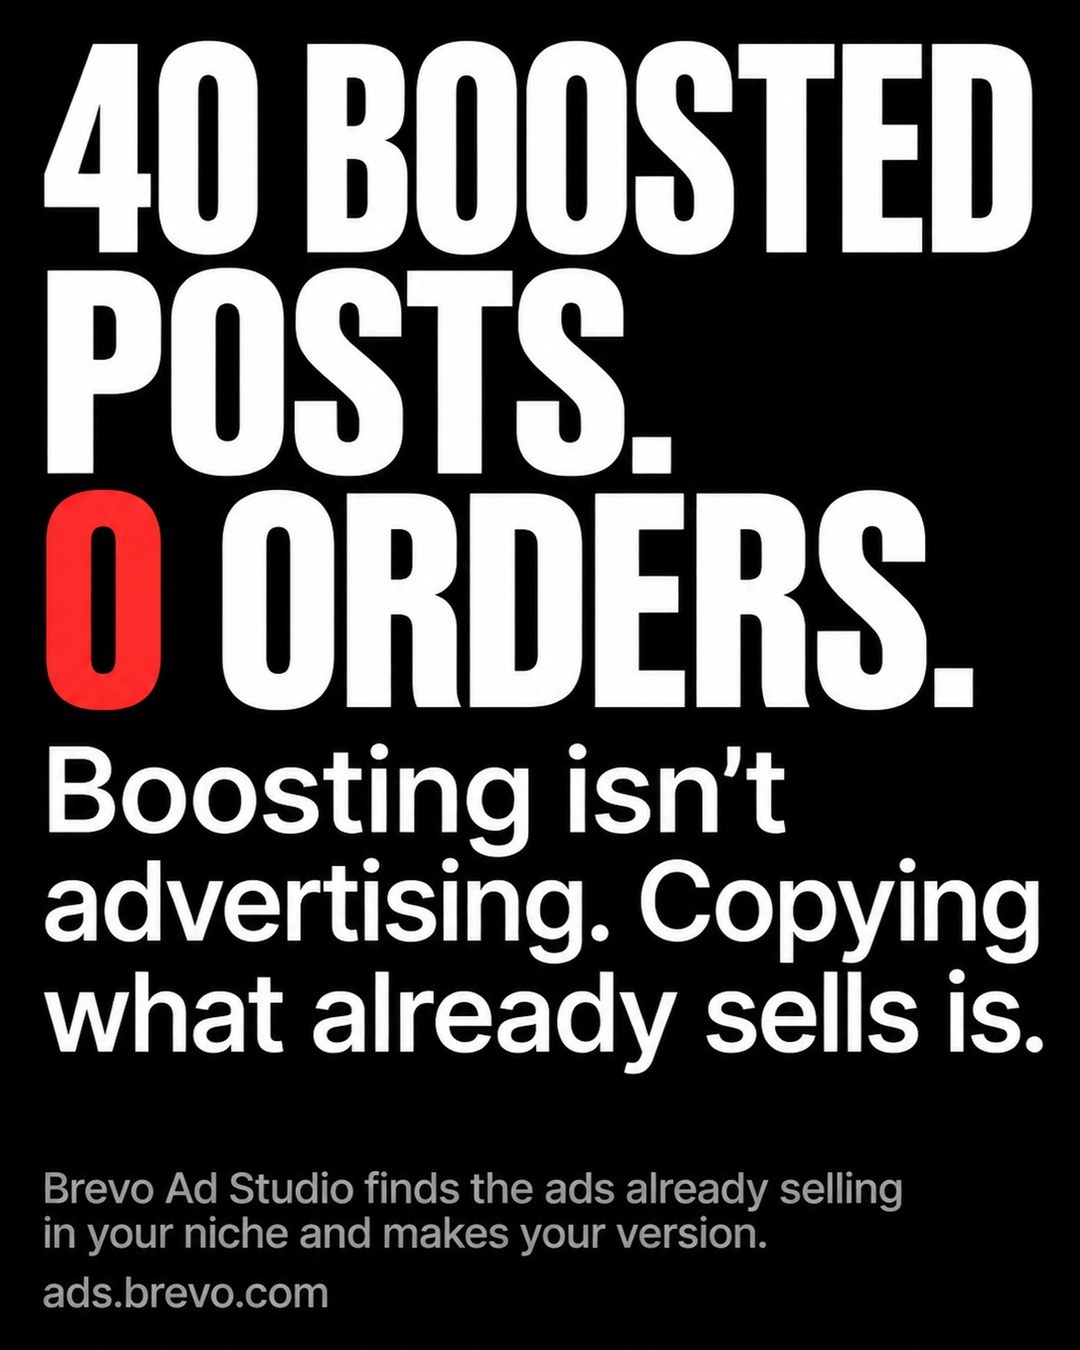 40 BOOSTED
POSTS.
0 ORDERS.
Boosting isn’t
advertising. Copying
what already sells is.
Brevo Ad Studio finds the ads already selling
in your niche and makes your version.
ads.brevo.com